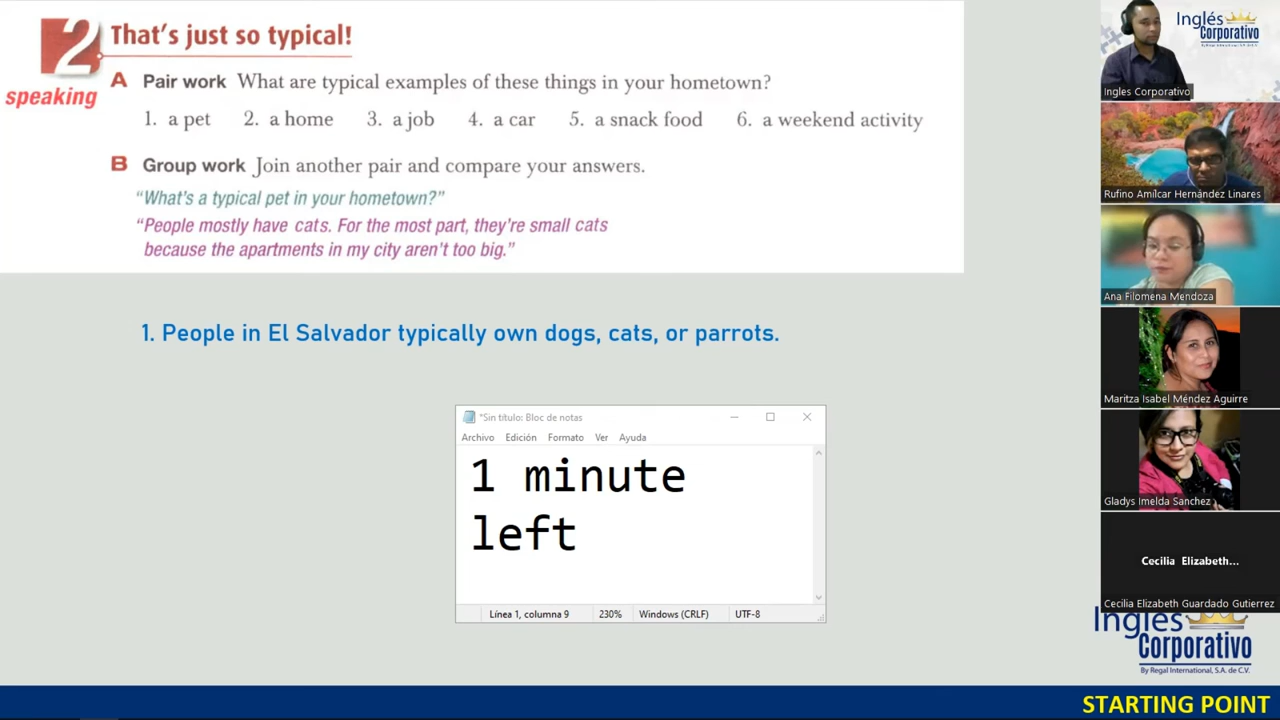 2
speaking
That's just so typical!
A Pair work What are typical examples of these things in your hometown?
1. a pet 2. a home 3. a job 4. a car 5. a snack food 6. a weekend activity
B Group work Join another pair and compare your answers.
“What's a typical pet in your hometown?”
“People mostly have cats. For the most part, they're small cats
because the apartments in my city aren't too big.”
1. People in El Salvador typically own dogs, cats, or parrots.
*Sin título: Bloc de notas
Archivo Edición Formato Ver Ayuda
1 minute
left
Línea 1, columna 9 230% Windows (CRLF) UTF-8
Inglés
Corporativo
By Regal International, S.A. de C.V.
Ingles Corporativo
Rufino Amílcar Hernández Linares
Ana Filomena Mendoza
Maritza Isabel Méndez Aguirre
Gladys Imelda Sanchez
Cecilia Elizabeth...
Cecilia Elizabeth Guardado Gutierrez
Inglés
Corporativo
By Regal International, S.A. de C.V.
STARTING POINT